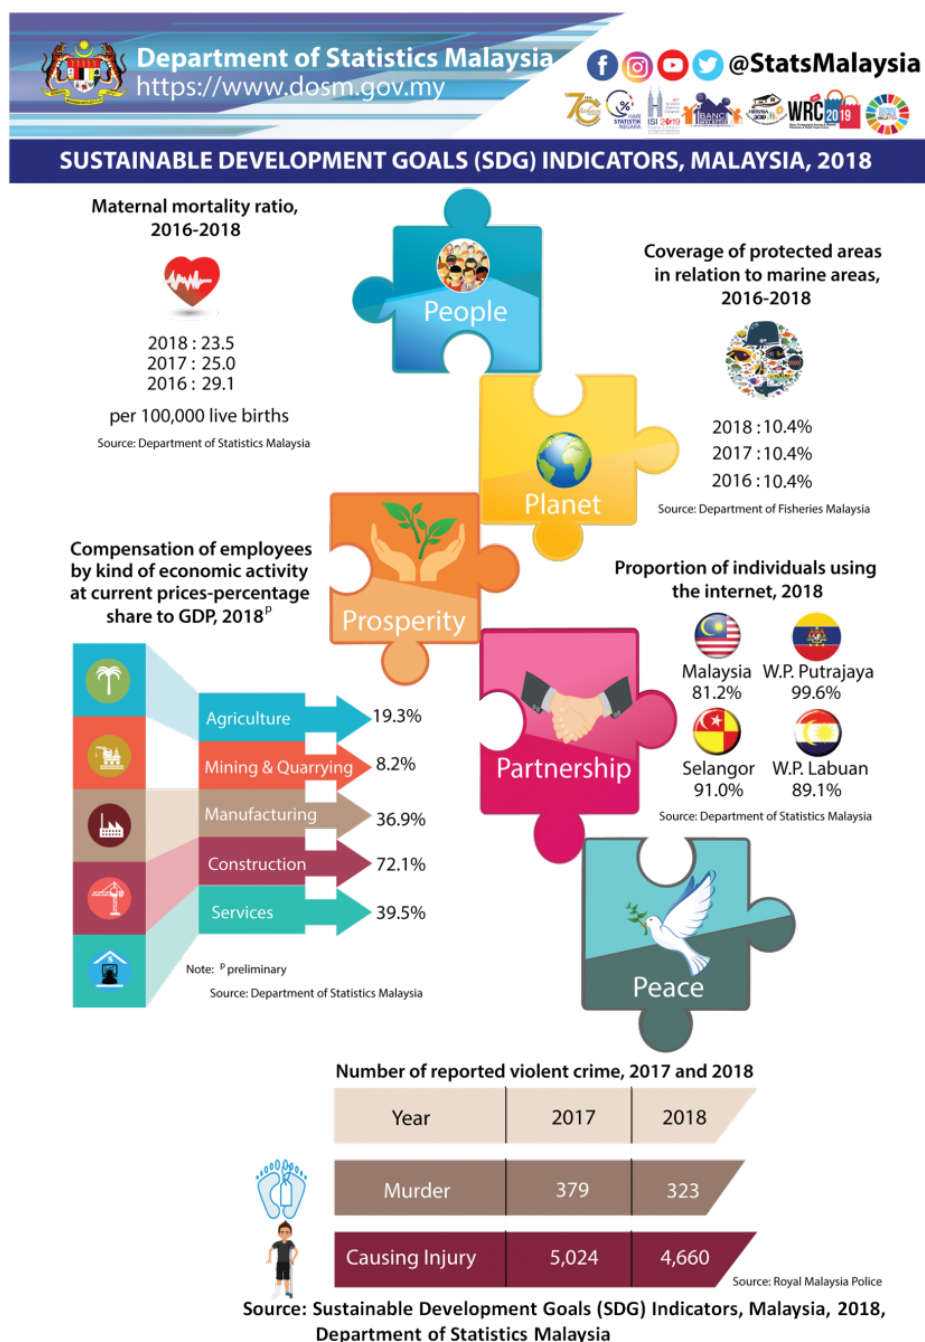 Department of Statistics Malaysia
https://www.dosm.gov.my
@StatsMalaysia
HARI
STATISTIK
NEGARA
ISI 2019
BANCI
WRC 2019
SUSTAINABLE DEVELOPMENT GOALS (SDG) INDICATORS, MALAYSIA, 2018
Maternal mortality ratio,
2016-2018
2018 : 23.5
2017 : 25.0
2016 : 29.1
per 100,000 live births
Source: Department of Statistics Malaysia
People
Coverage of protected areas
in relation to marine areas,
2016-2018
2018 : 10.4%
2017 : 10.4%
2016 : 10.4%
Source: Department of Fisheries Malaysia
Planet
Compensation of employees
by kind of economic activity
at current prices-percentage
share to GDP, 2018p
Prosperity
Agriculture 19.3%
Mining & Quarrying 8.2%
Manufacturing 36.9%
Construction 72.1%
Services 39.5%
Note: p preliminary
Source: Department of Statistics Malaysia
Proportion of individuals using
the internet, 2018
Malaysia W.P. Putrajaya
81.2% 99.6%
Selangor W.P. Labuan
91.0% 89.1%
Source: Department of Statistics Malaysia
Partnership
Peace
Number of reported violent crime, 2017 and 2018
Year 2017 2018
Murder 379 323
Causing Injury 5,024 4,660
Source: Royal Malaysia Police
Source: Sustainable Development Goals (SDG) Indicators, Malaysia, 2018,
Department of Statistics Malaysia